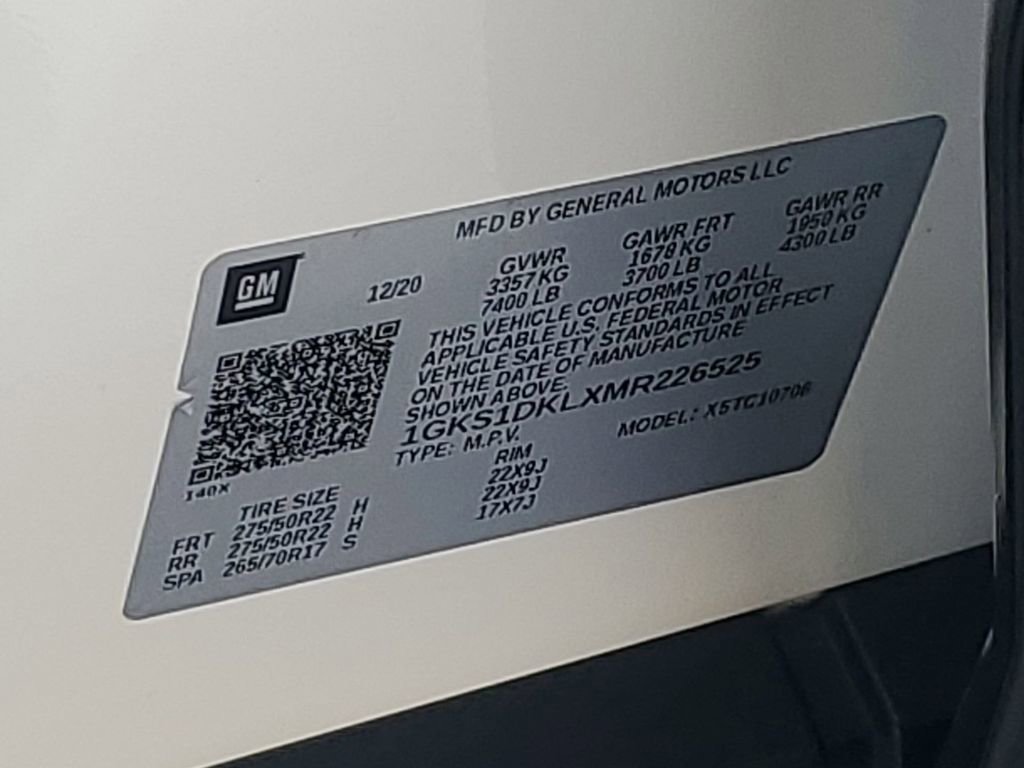 MFD BY GENERAL MOTORS LLC
GM
12/20
GVWR GAWR FRT GAWR RR
3357 KG 1678 KG 1950 KG
7400 LB 3700 LB 4300 LB
THIS VEHICLE CONFORMS TO ALL
APPLICABLE U.S. FEDERAL MOTOR
VEHICLE SAFETY STANDARDS IN EFFECT
ON THE DATE OF MANUFACTURE
SHOWN ABOVE.
1GKS1DKLXMR226525
TYPE: M.P.V. MODEL: X5TC10706
140X
TIRE SIZE RIM
FRT 275/50R22 H 22X9J
RR 275/50R22 H 22X9J
SPA 265/70R17 S 17X7J